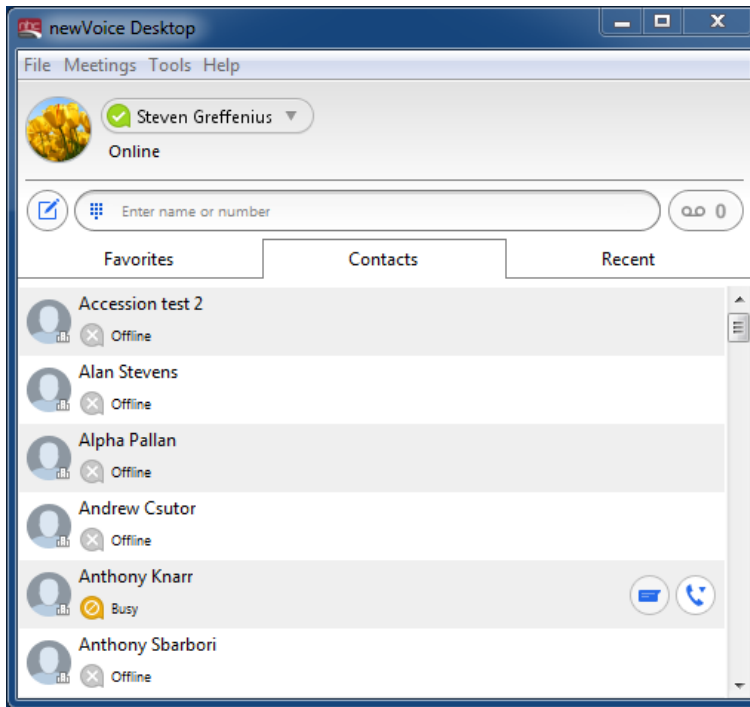 nhc newVoice Desktop
File Meetings Tools Help
Steven Greffenius
Online
Enter name or number
0
Favorites Contacts Recent
Accession test 2
Offline
Alan Stevens
Offline
Alpha Pallan
Offline
Andrew Csutor
Offline
Anthony Knarr
Busy
Anthony Sbarbori
Offline